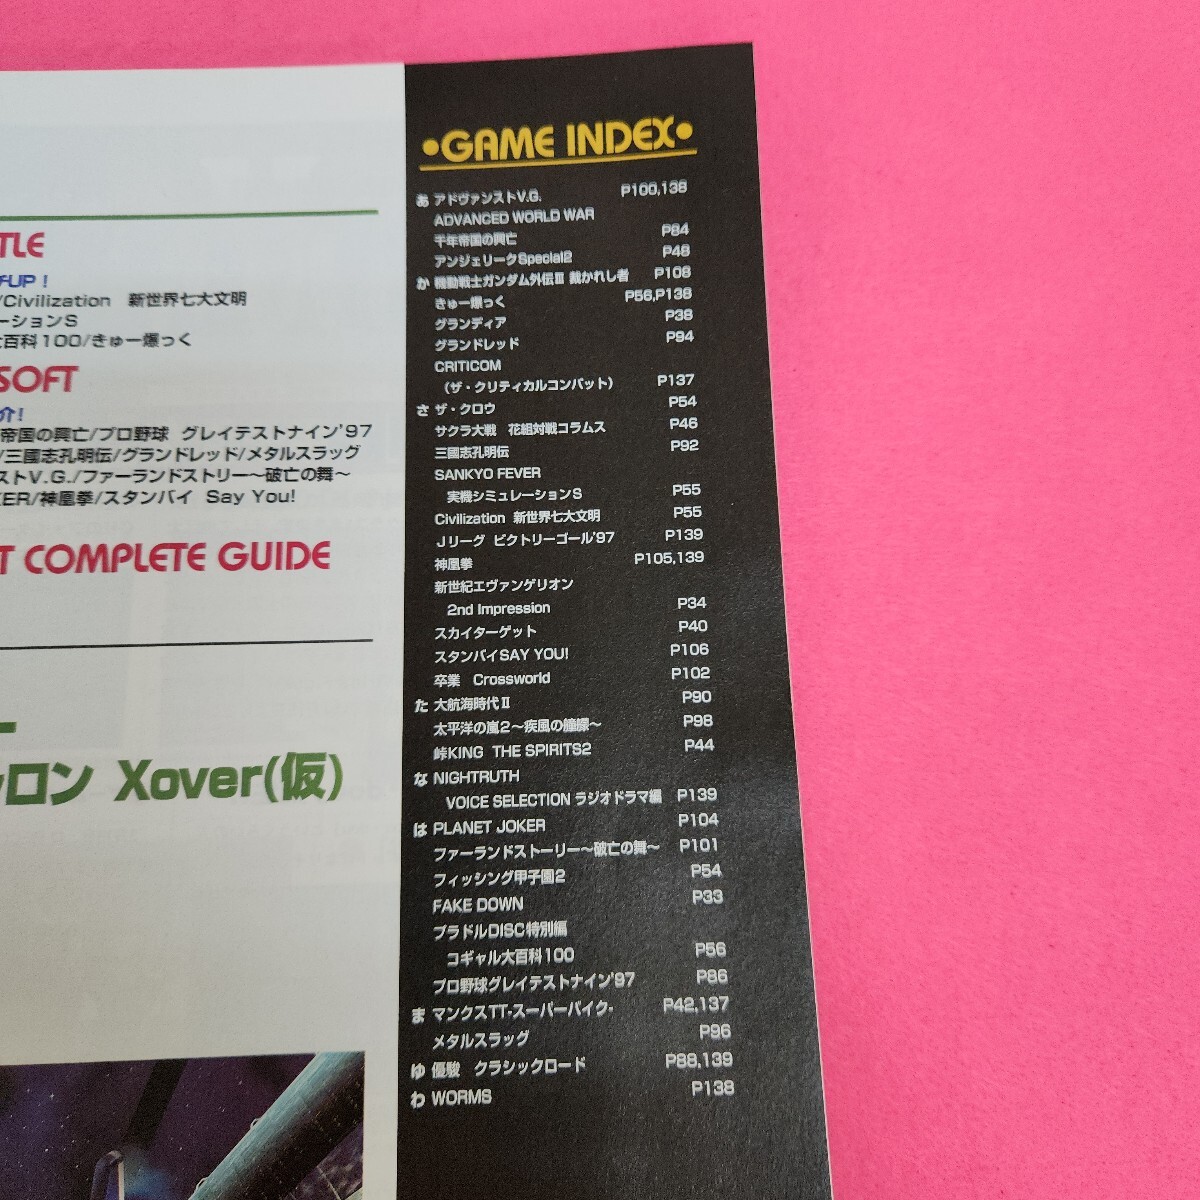 TLE
UP！
/Civilization 新世界七大文明
ーションS
百科100/きゅー爆っく
SOFT
介！
帝国の興亡/プロ野球 グレイテストナイン'97
/三國志孔明伝/グランドレッド/メタルスラッグ
ストV.G./ファーランドストリー～破亡の舞～
KER/神凰拳/スタンバイ Say You!
T COMPLETE GUIDE
ロン Xover(仮)
•GAME INDEX•
あ アドヴァンストV.G. P100,138
ADVANCED WORLD WAR
千年帝国の興亡 P84
アンジェリークSpecial2 P48
か 機動戦士ガンダム外伝Ⅲ 裁かれし者 P108
きゅー爆っく P56,P138
グランディア P38
グランドレッド P94
CRITICOM
（ザ・クリティカルコンバット） P137
さ ザ・クロウ P54
サクラ大戦 花組対戦コラムス P46
三國志孔明伝 P92
SANKYO FEVER
実機シミュレーションS P55
Civilization 新世界七大文明 P55
Jリーグ ビクトリーゴール'97 P139
神凰拳 P105,139
新世紀エヴァンゲリオン
2nd Impression P34
スカイターゲット P40
スタンバイSAY YOU! P106
卒業 Crossworld P102
た 大航海時代Ⅱ P90
太平洋の嵐2～疾風の艨艟～ P98
峠KING THE SPIRITS2 P44
な NIGHTRUTH
VOICE SELECTION ラジオドラマ編 P139
は PLANET JOKER P104
ファーランドストーリー～破亡の舞～ P101
フィッシング甲子園2 P54
FAKE DOWN P33
プラドルDISC特別編
コギャル大百科100 P56
プロ野球グレイテストナイン'97 P86
ま マンクスTT-スーパーバイク- P42,137
メタルスラッグ P96
ゆ 優駿 クラシックロード P88,139
わ WORMS P138